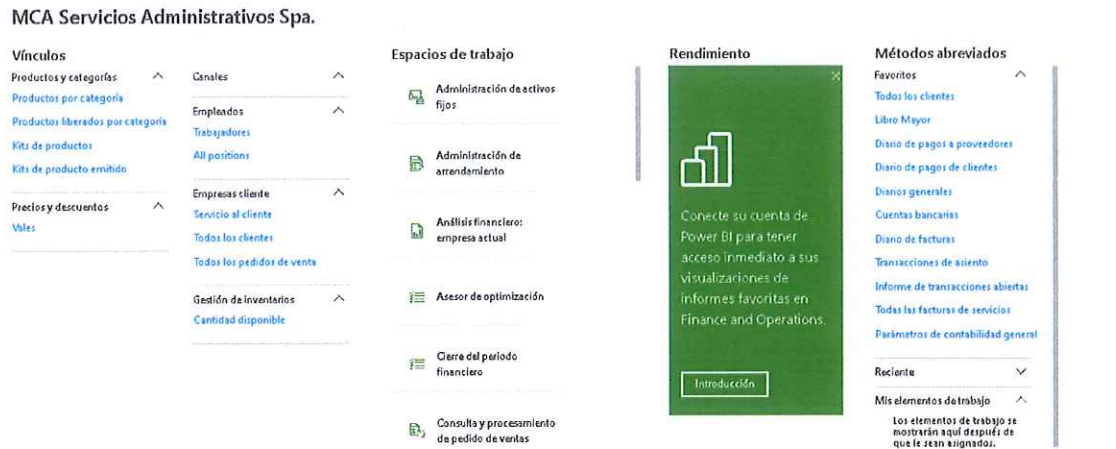 MCA Servicios Administrativos Spa.
Vínculos
Productos y categorías
Productos por categoría
Productos liberados por categoría
Kits de productos
Kits de producto emitido
Precios y descuentos
Vales
Canales
Empleados
Trabajadores
All positions
Empresas cliente
Servicio al cliente
Todos los clientes
Todos los pedidos de venta
Gestión de inventarios
Cantidad disponible
Espacios de trabajo
Administración de activos
fijos
Administración de
arrendamiento
Análisis financiero:
empresa actual
Asesor de optimización
Cierre del periodo
financiero
Consulta y procesamiento
de pedido de ventas
Rendimiento
Conecte su cuenta de
Power BI para tener
acceso inmediato a sus
visualizaciones de
informes favoritas en
Finance and Operations.
Introducción
Métodos abreviados
Favoritos
Todos los clientes
Libro Mayor
Diario de pagos a proveedores
Diario de pagos de clientes
Diarios generales
Cuentas bancarias
Diario de facturas
Transacciones de asiento
Informe de transacciones abiertas
Todas las facturas de servicios
Parámetros de contabilidad general
Reciente
Mis elementos de trabajo
Los elementos de trabajo se
mostrarán aquí después de
que le sean asignados.